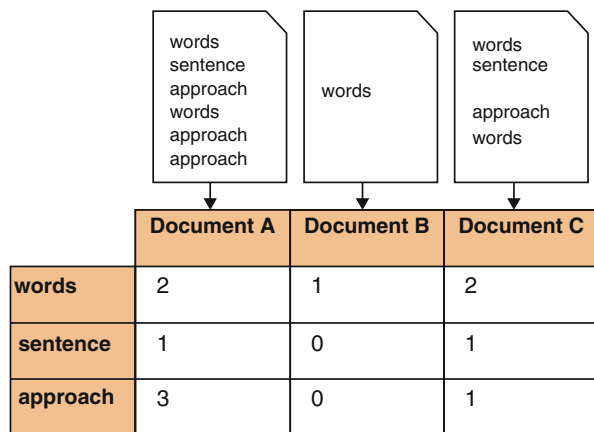 words
sentence
approach
words
approach
approach
words
words
sentence
approach
words
Document A Document B Document C
words 2 1 2
sentence 1 0 1
approach 3 0 1